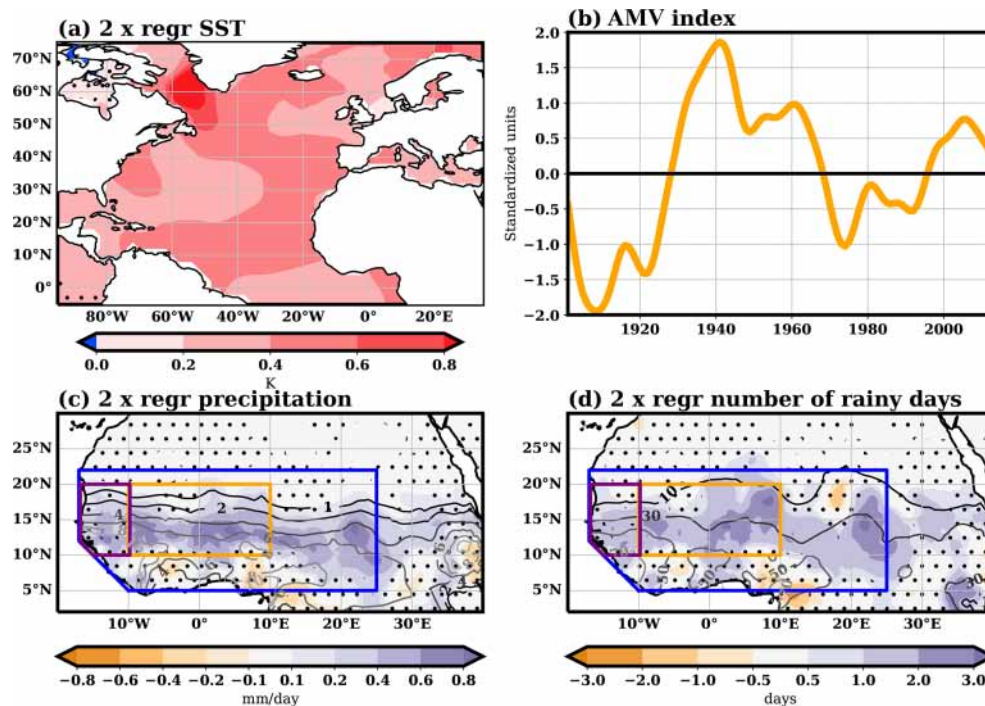 (a) 2 x regr SST
70°N
60°N
50°N
40°N
30°N
20°N
10°N
0°
80°W 60°W 40°W 20°W 0° 20°E
0.0 0.2 0.4 0.6 0.8
K
(b) AMV index
Standardized units
2.0
1.5
1.0
0.5
0.0
−0.5
−1.0
−1.5
−2.0
1920 1940 1960 1980 2000
(c) 2 x regr precipitation
25°N
20°N
15°N
10°N
5°N
2 1
4
10°W 0° 10°E 20°E 30°E
−0.8 −0.6 −0.4 −0.1 0.1 0.2 0.4 0.8
mm/day
(d) 2 x regr number of rainy days
25°N
20°N
15°N
10°N
5°N
10
30
50 50 50
30
10°W 0° 10°E 20°E 30°E
−3.0 −2.0 −1.0 −0.5 0.5 1.0 2.0 3.0
days